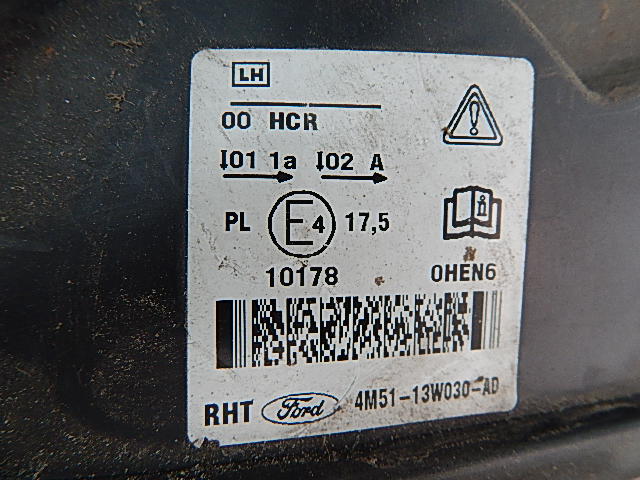 LH
00 HCR
01 1a 02 A
PL E4 17,5
10178 0HEN6
RHT Ford 4M51-13W030-AD